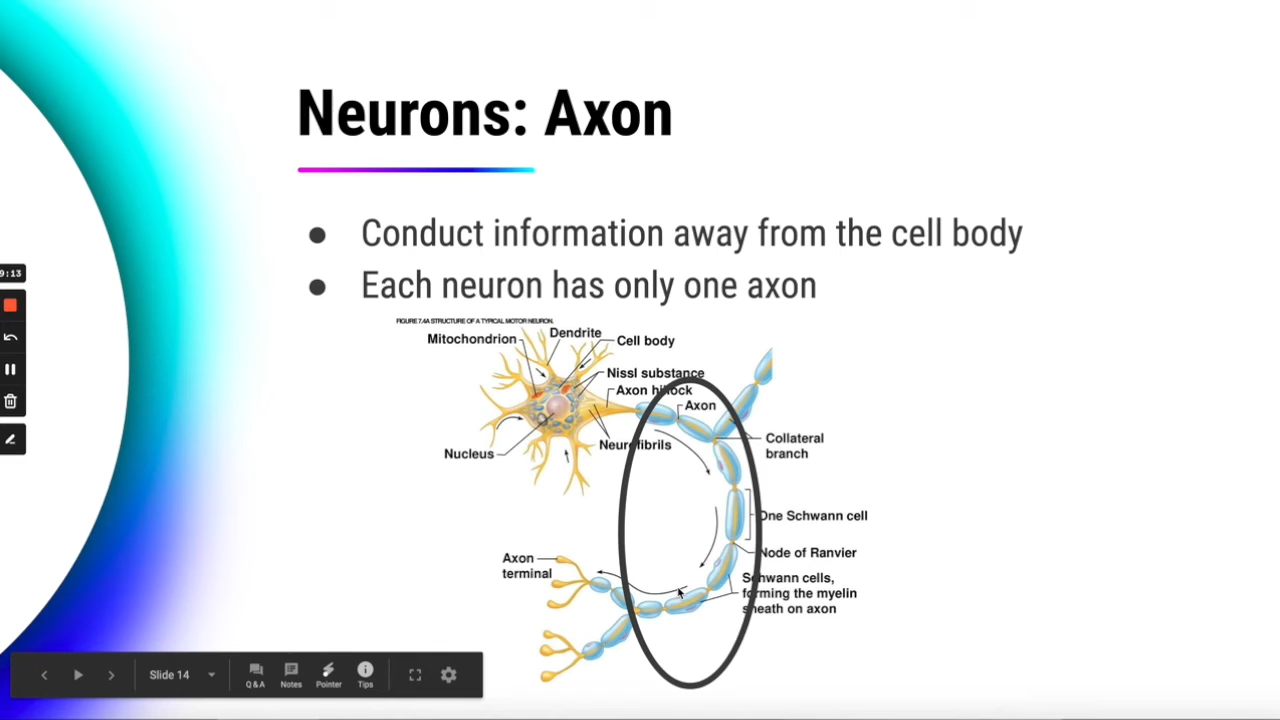 Neurons: Axon
● Conduct information away from the cell body
● Each neuron has only one axon
FIGURE 7.4A STRUCTURE OF A TYPICAL MOTOR NEURON.
Mitochondrion
Dendrite
Cell body
Nissl substance
Axon hillock
Axon
Neurofibrils
Nucleus
Collateral
branch
One Schwann cell
Node of Ranvier
Axon
terminal
Schwann cells,
forming the myelin
sheath on axon
9:13
Slide 14
Q&A
Notes
Pointer
Tips